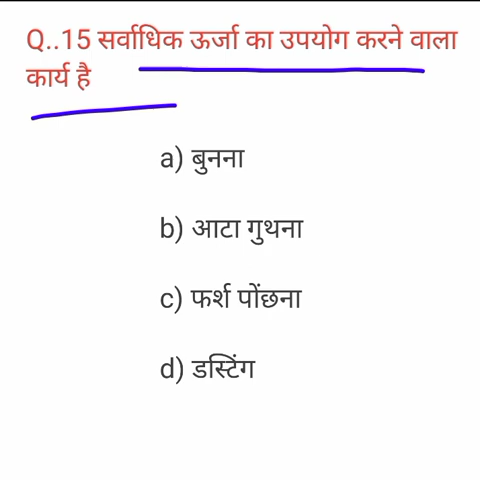 Q..15 सर्वाधिक ऊर्जा का उपयोग करने वाला
कार्य है
a) बुनना
b) आटा गुथना
c) फर्श पोंछना
d) डस्टिंग